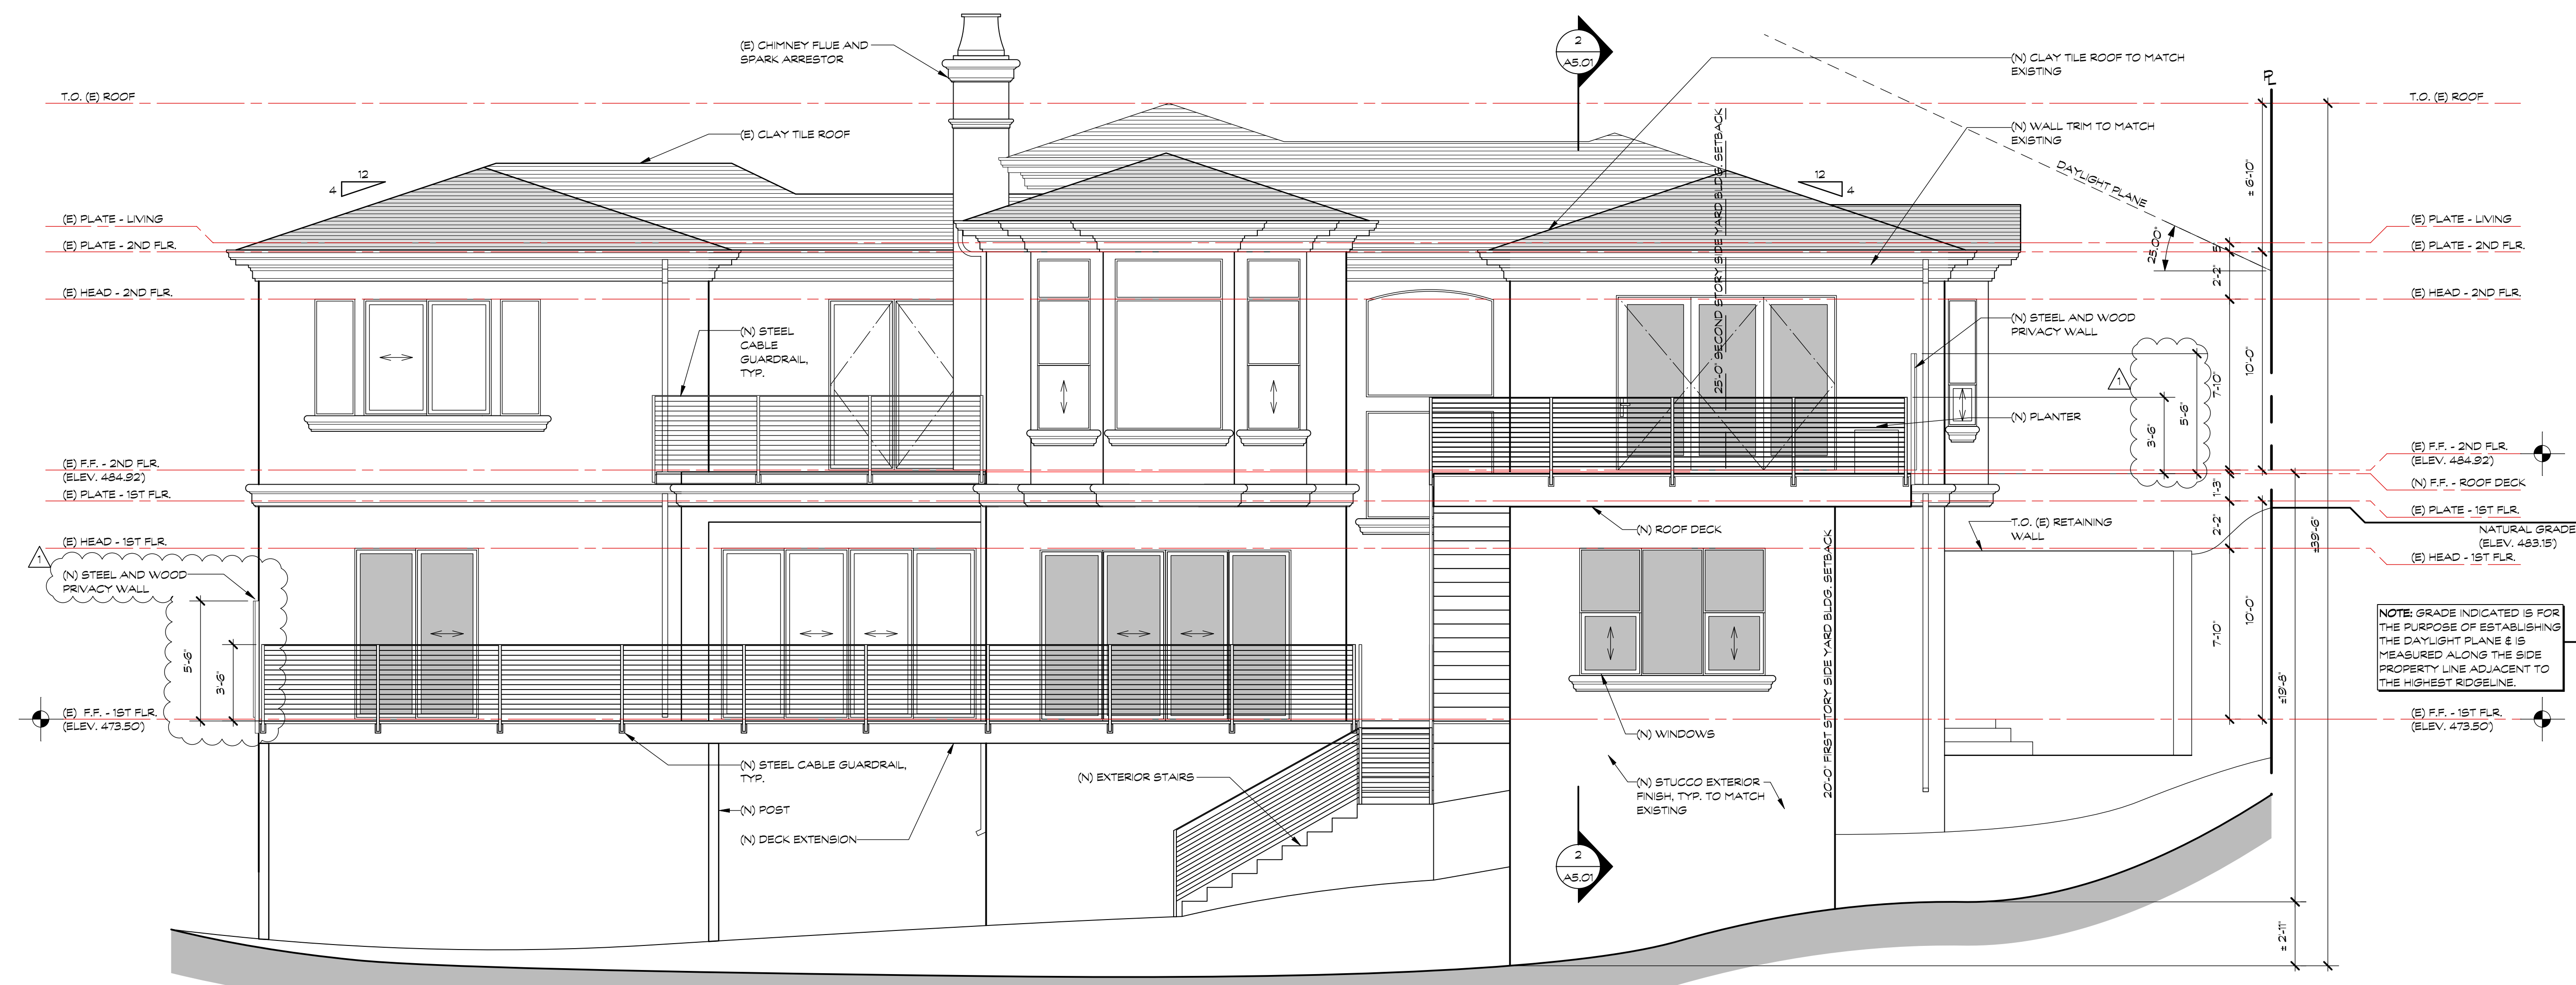 (E) CHIMNEY FLUE AND
SPARK ARRESTOR
2
A5.01
(N) CLAY TILE ROOF TO MATCH
EXISTING
PL
T.O. (E) ROOF
T.O. (E) ROOF
(E) CLAY TILE ROOF
(N) WALL TRIM TO MATCH
EXISTING
25'-0" SECOND STORY SIDE YARD BLDG. SETBACK
DAYLIGHT PLANE
± 6'-10"
12
4
12
4
(E) PLATE - LIVING
(E) PLATE - LIVING
(E) PLATE - 2ND FLR.
(E) PLATE - 2ND FLR.
25.00°
5"
2'-2"
(E) HEAD - 2ND FLR.
(E) HEAD - 2ND FLR.
(N) STEEL
CABLE
GUARDRAIL,
TYP.
(N) STEEL AND WOOD
PRIVACY WALL
1
7'-10"
10'-0"
(N) PLANTER
3'-6"
5'-6"
(E) F.F. - 2ND FLR.
(ELEV. 484.92')
(E) F.F. - 2ND FLR.
(ELEV. 484.92')
(N) F.F. - ROOF DECK
1'-3"
(E) PLATE - 1ST FLR.
(E) PLATE - 1ST FLR.
(N) ROOF DECK
T.O. (E) RETAINING
WALL
2'-2"
±39'-6"
NATURAL GRADE
(ELEV. 483.15')
(E) HEAD - 1ST FLR.
(E) HEAD - 1ST FLR.
1
(N) STEEL AND WOOD
PRIVACY WALL
20'-0" FIRST STORY SIDE YARD BLDG. SETBACK
7'-10"
10'-0"
NOTE: GRADE INDICATED IS FOR
THE PURPOSE OF ESTABLISHING
THE DAYLIGHT PLANE & IS
MEASURED ALONG THE SIDE
PROPERTY LINE ADJACENT TO
THE HIGHEST RIDGELINE.
5'-6"
3'-6"
±19'-8"
(E) F.F. - 1ST FLR.
(ELEV. 473.50')
(E) F.F. - 1ST FLR.
(ELEV. 473.50')
(N) WINDOWS
(N) STEEL CABLE GUARDRAIL,
TYP.
(N) EXTERIOR STAIRS
(N) STUCCO EXTERIOR
FINISH, TYP. TO MATCH
EXISTING
(N) POST
(N) DECK EXTENSION
2
A5.01
± 2'-11"